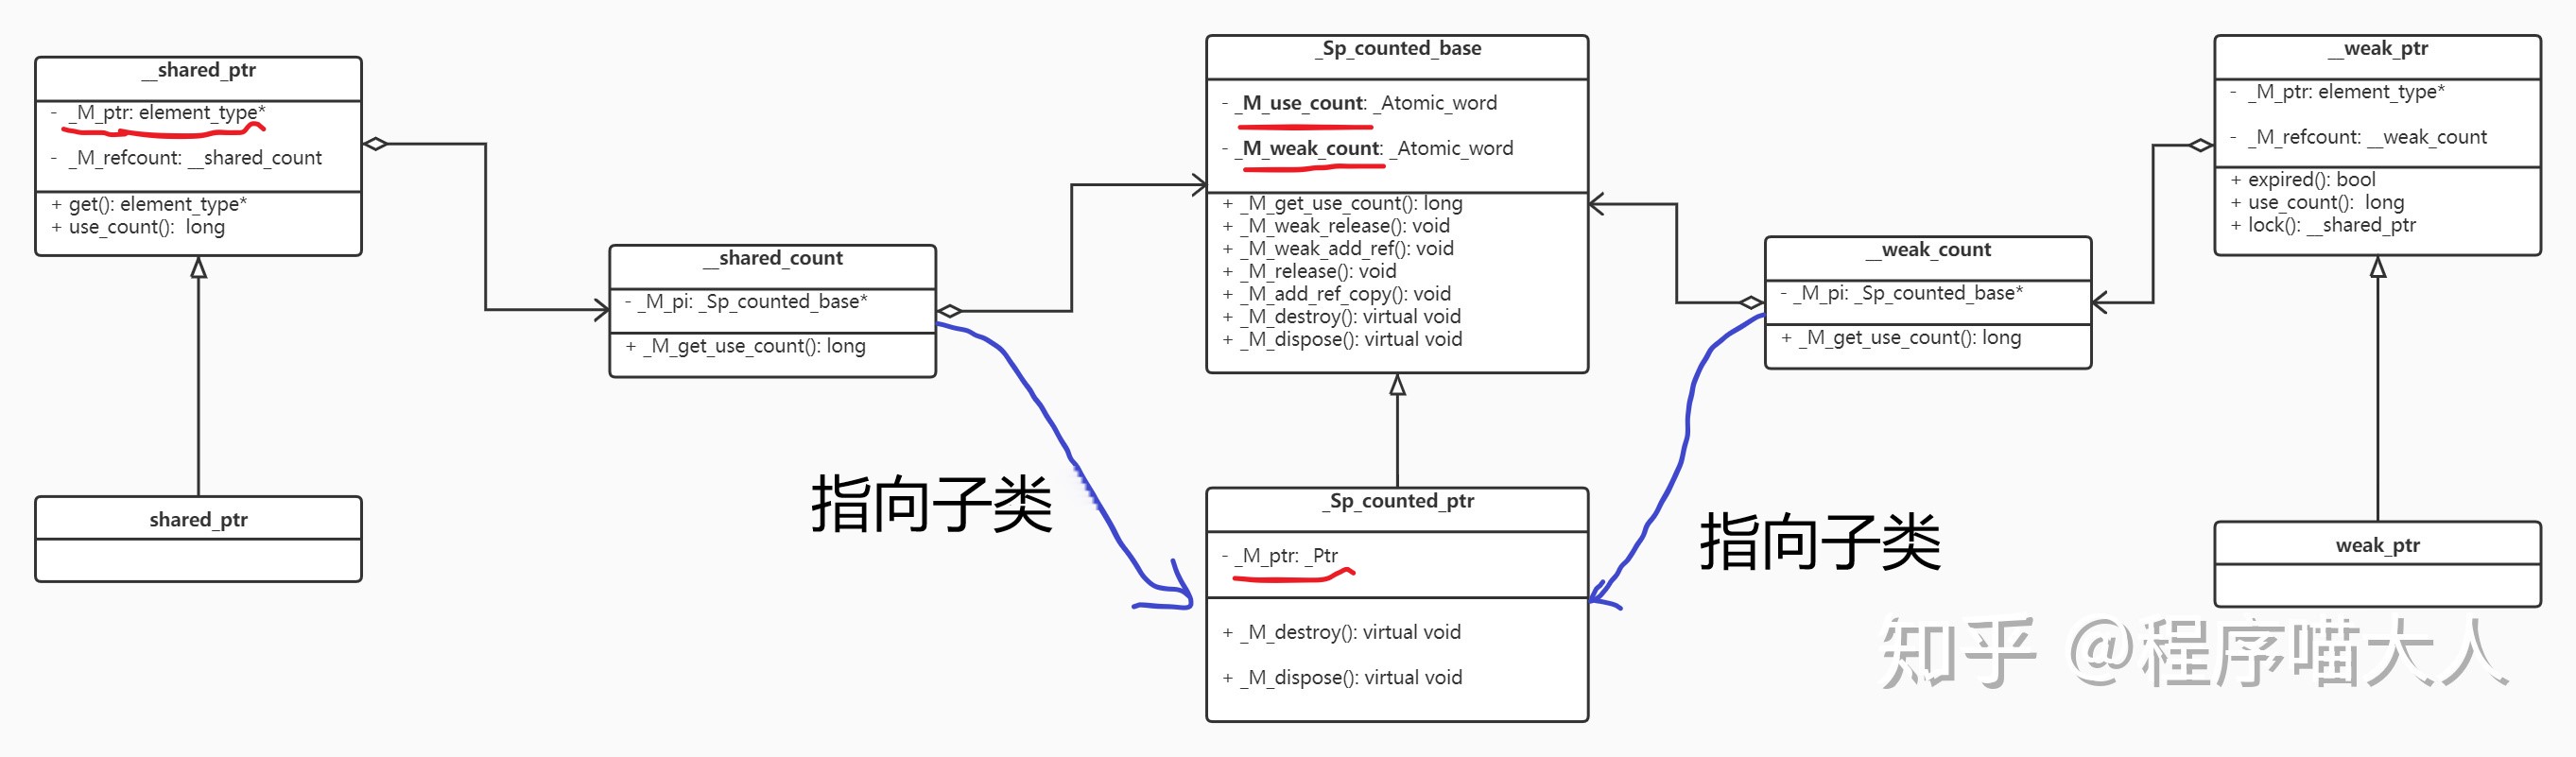 __shared_ptr
- _M_ptr: element_type*
- _M_refcount: __shared_count
+ get(): element_type*
+ use_count(): long
shared_ptr
__shared_count
- _M_pi: _Sp_counted_base*
+ _M_get_use_count(): long
指向子类
_Sp_counted_base
- _M_use_count: _Atomic_word
- _M_weak_count: _Atomic_word
+ _M_get_use_count(): long
+ _M_weak_release(): void
+ _M_weak_add_ref(): void
+ _M_release(): void
+ _M_add_ref_copy(): void
+ _M_destroy(): virtual void
+ _M_dispose(): virtual void
_Sp_counted_ptr
- _M_ptr: _Ptr
+ _M_destroy(): virtual void
+ _M_dispose(): virtual void
指向子类
__weak_count
- _M_pi: _Sp_counted_base*
+ _M_get_use_count(): long
__weak_ptr
- _M_ptr: element_type*
- _M_refcount: __weak_count
+ expired(): bool
+ use_count(): long
+ lock(): __shared_ptr
weak_ptr
知乎 @程序喵大人